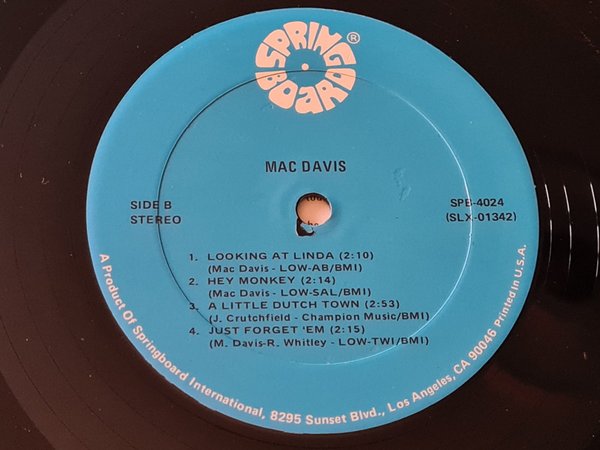 SPRING
BOARD ®
MAC DAVIS
SIDE B
STEREO
SPB-4024
(SLX-01342)
1. LOOKING AT LINDA (2:10)
(Mac Davis - LOW-AB/BMI)
2. HEY MONKEY (2:14)
(Mac Davis - LOW-SAL/BMI)
3. A LITTLE DUTCH TOWN (2:53)
(J. Crutchfield - Champion Music/BMI)
4. JUST FORGET 'EM (2:15)
(M. Davis-R. Whitley - LOW-TWI/BMI)
A Product Of Springboard International, 8295 Sunset Blvd., Los Angeles, CA 90046 Printed in U.S.A.